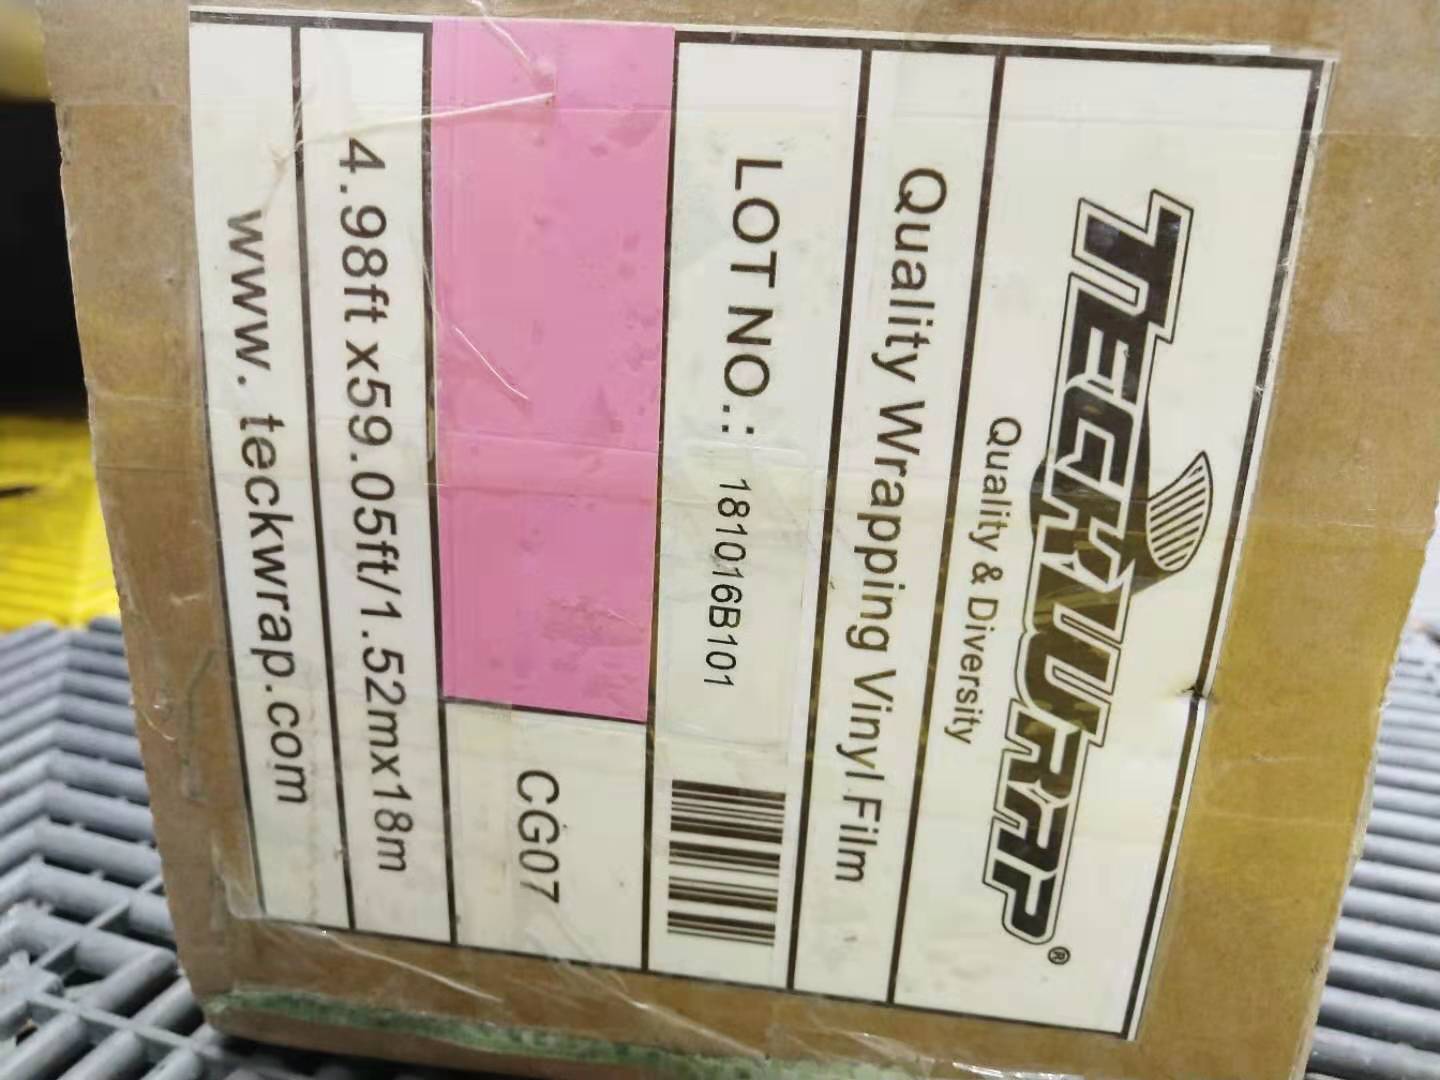 TECKWRAP®
Quality & Diversity
Quality Wrapping Vinyl Film
LOT NO.: 181016B101
CG07
4.98ft x59.05ft/1.52mx18m
www. teckwrap.com